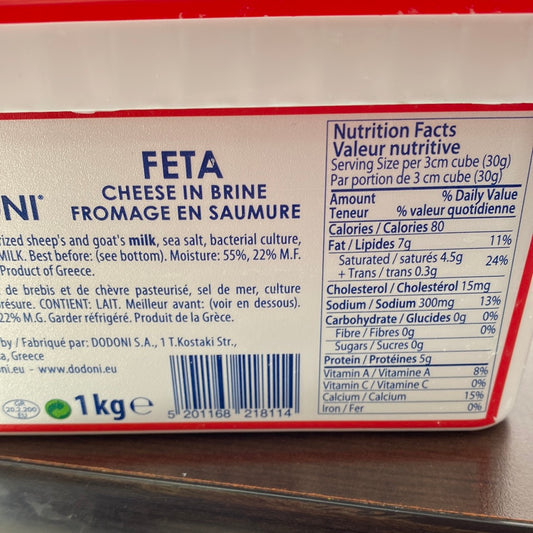 FETA
CHEESE IN BRINE
FROMAGE EN SAUMURE
ONI®
rized sheep's and goat's milk, sea salt, bacterial culture,
MILK. Best before: (see bottom). Moisture: 55%, 22% M.F.
Product of Greece.
t de brebis et de chèvre pasteurisé, sel de mer, culture
résure. CONTIENT: LAIT. Meilleur avant: (voir en dessous).
22% M.G. Garder réfrigéré. Produit de la Grèce.
by / Fabriqué par: DODONI S.A., 1 T.Kostaki Str.,
a, Greece
ni.eu - www.dodoni.eu
GR
20.2.200
EU
1 kg e
5 201168 218114
Nutrition Facts
Valeur nutritive
Serving Size per 3cm cube (30g)
Par portion de 3 cm cube (30g)
Amount % Daily Value
Teneur % valeur quotidienne
Calories / Calories 80
Fat / Lipides 7g 11%
Saturated / saturés 4.5g 24%
+ Trans / trans 0.3g
Cholesterol / Cholestérol 15mg
Sodium / Sodium 300mg 13%
Carbohydrate / Glucides 0g 0%
Fibre / Fibres 0g 0%
Sugars / Sucres 0g
Protein / Protéines 5g
Vitamin A / Vitamine A 8%
Vitamin C / Vitamine C 0%
Calcium / Calcium 15%
Iron / Fer 0%